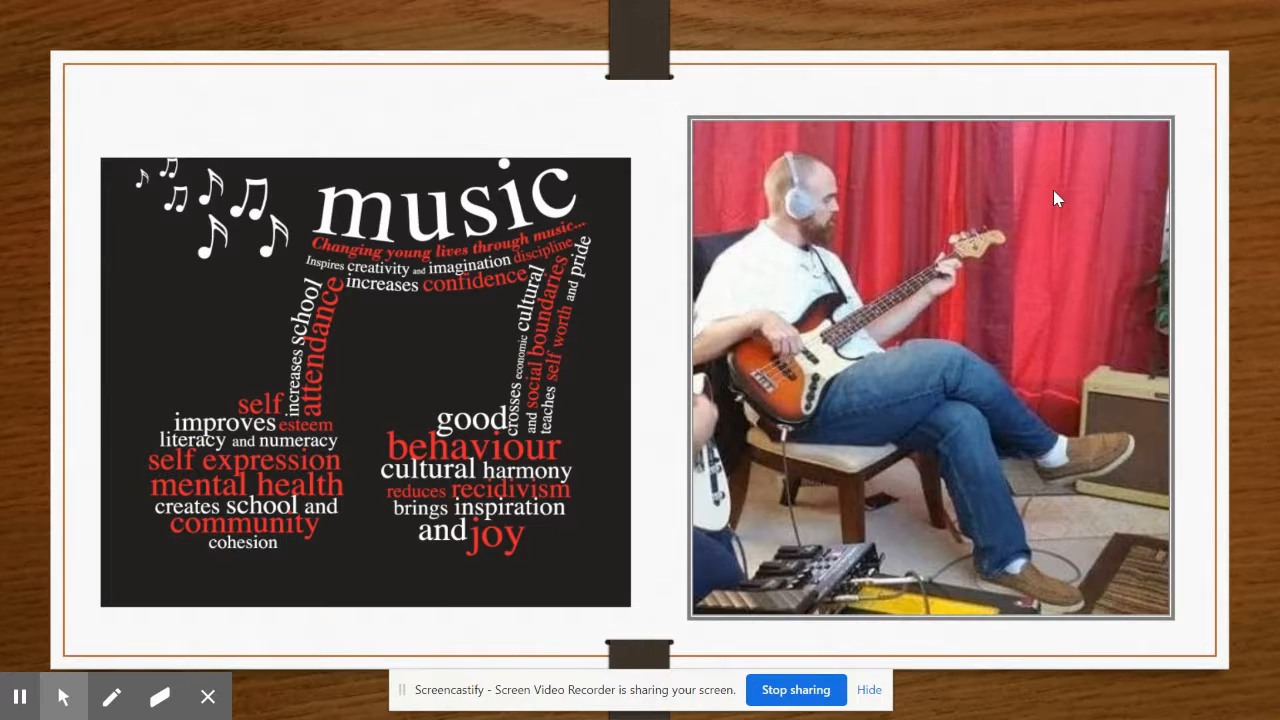 music
Changing young lives through music...
Inspires creativity and imagination discipline
increases confidence
increases school
attendance
crosses economic cultural
and social boundaries
teaches self worth and pride
self
improves esteem
literacy and numeracy
self expression
mental health
creates school and
community
cohesion
good
behaviour
cultural harmony
reduces recidivism
brings inspiration
and joy
Screencastify - Screen Video Recorder is sharing your screen.
Stop sharing
Hide